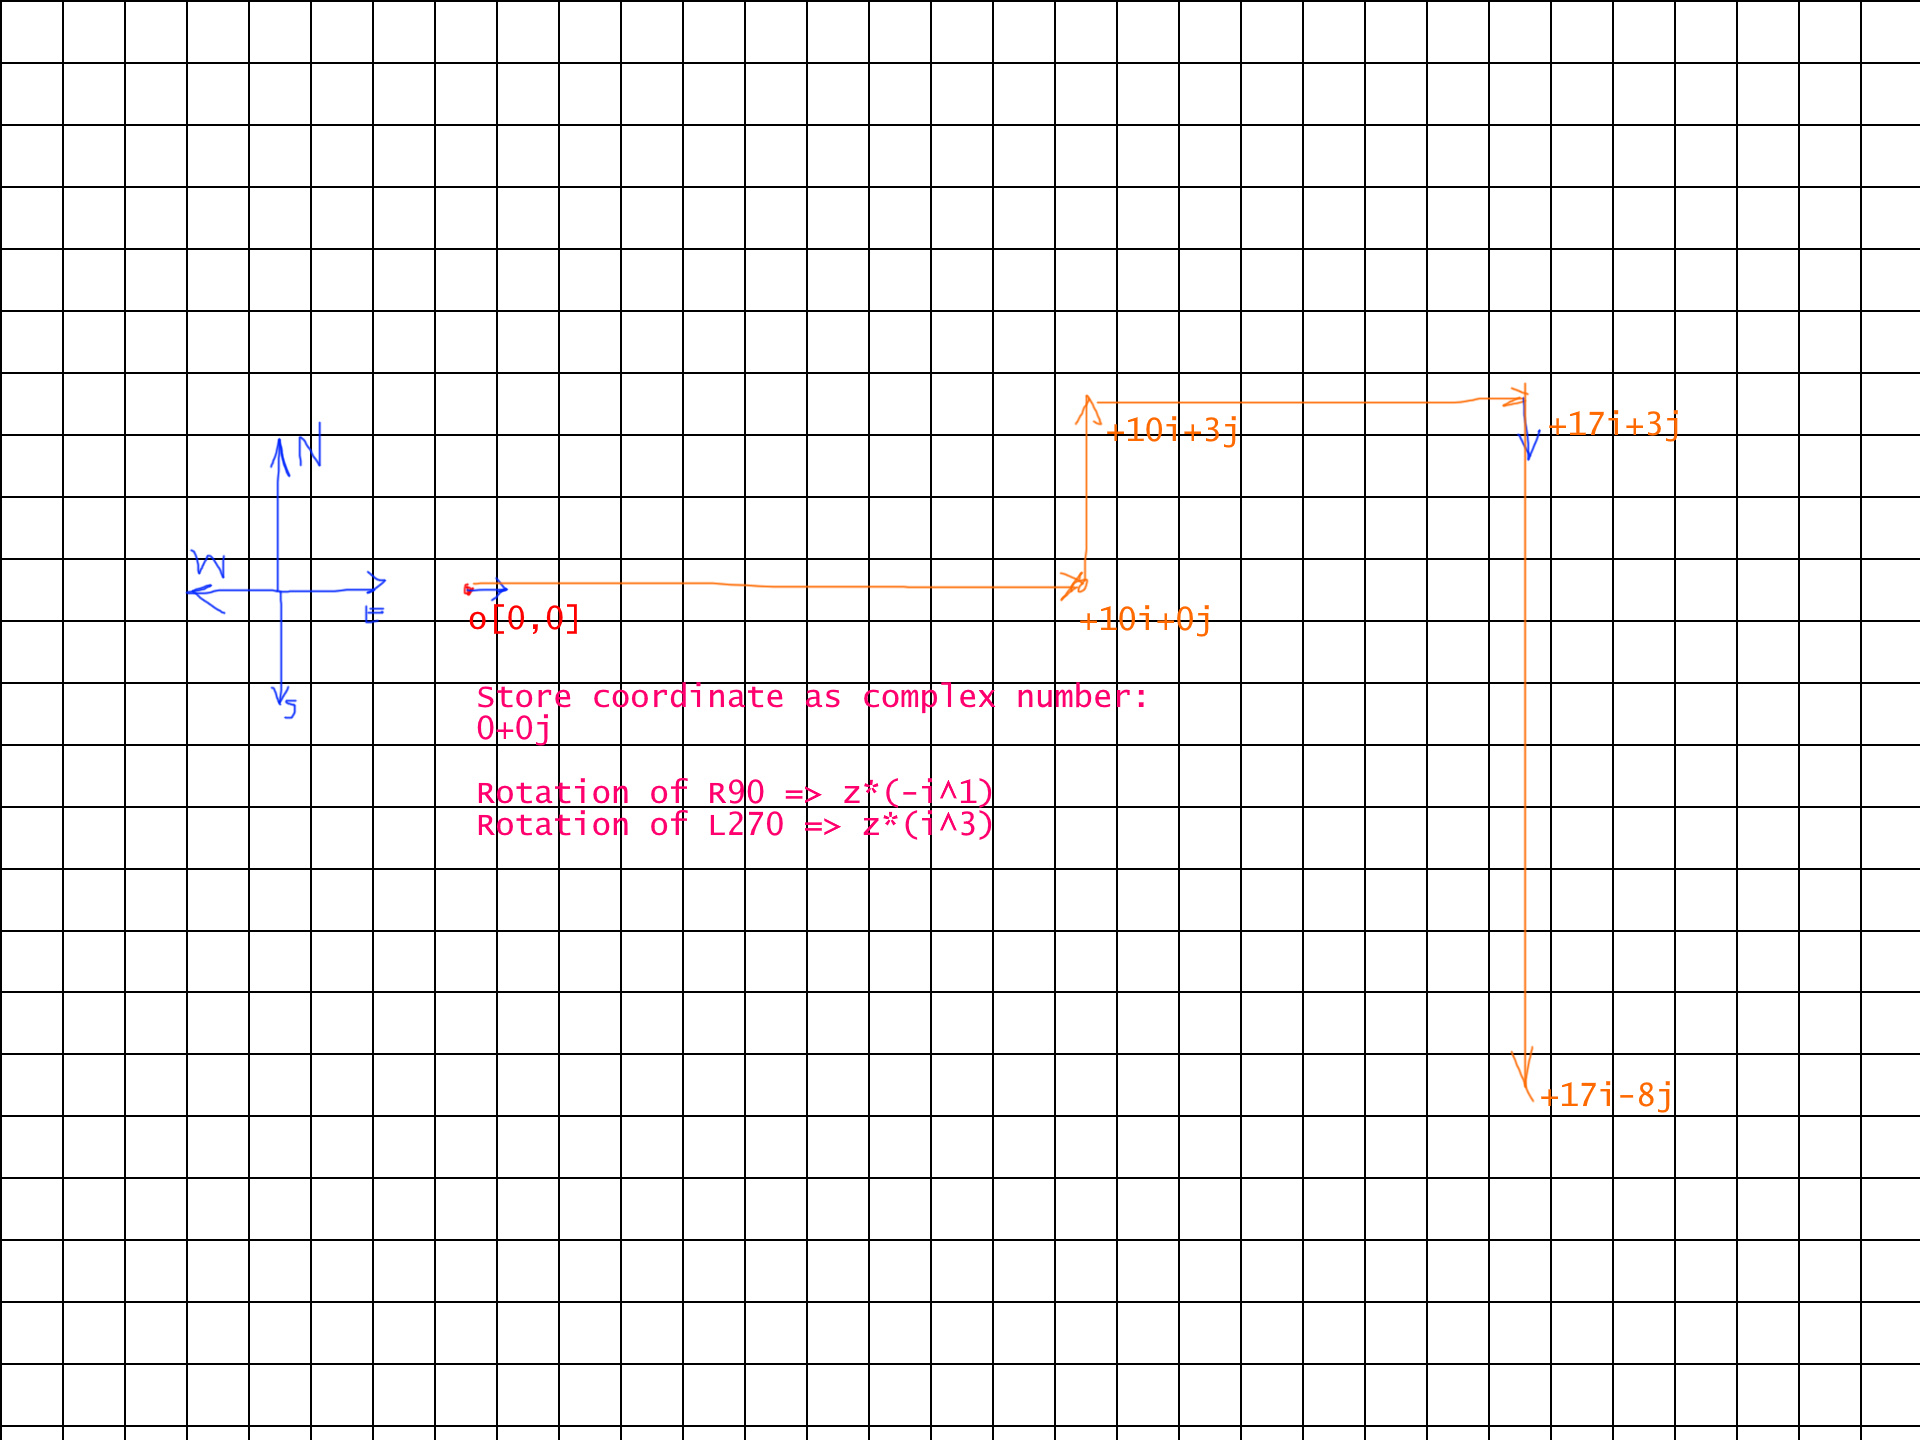 N
W
E
S
+10i+3j
+17i+3j
o[0,0]
+10i+0j
Store coordinate as complex number:
0+0j
Rotation of R90 => z*(-i^1)
Rotation of L270 => z*(i^3)
+17i-8j